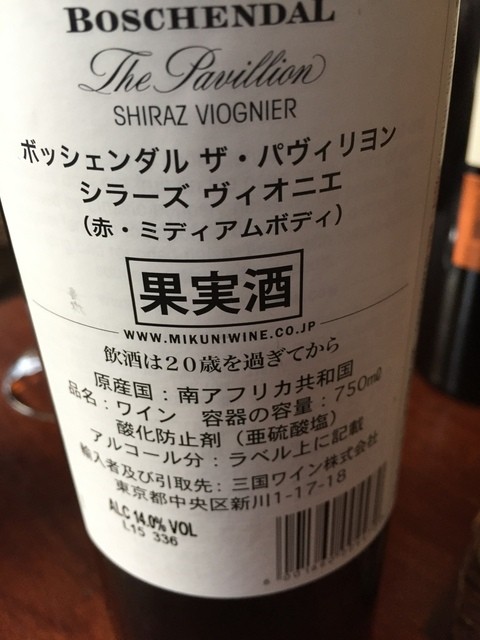 BOSCHENDAL
The Pavillion
SHIRAZ VIOGNIER
ボッシェンダル ザ・パヴィリヨン
シラーズ ヴィオニエ
（赤・ミディアムボディ）
果実酒
WWW.MIKUNIWINE.CO.JP
飲酒は20歳を過ぎてから
原産国：南アフリカ共和国
品名：ワイン 容器の容量：750㎖
酸化防止剤（亜硫酸塩）
アルコール分：ラベル上に記載
輸入者及び引取先：三国ワイン株式会社
東京都中央区新川1-17-18
ALC 14.0% VOL
L15 336